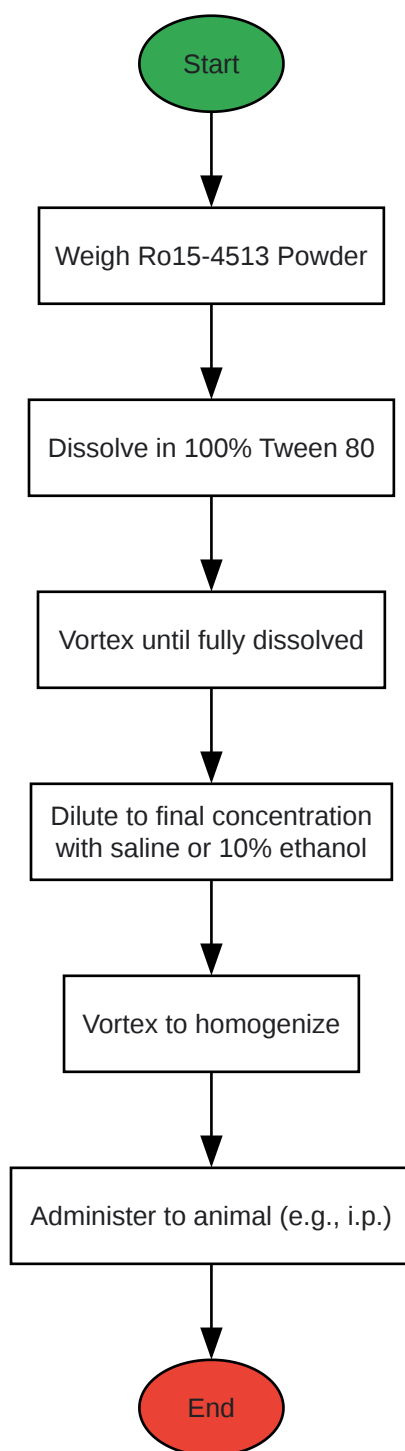 Start
Weigh Ro15-4513 Powder
Dissolve in 100% Tween 80
Vortex until fully dissolved
Dilute to final concentration
with saline or 10% ethanol
Vortex to homogenize
Administer to animal (e.g., i.p.)
End